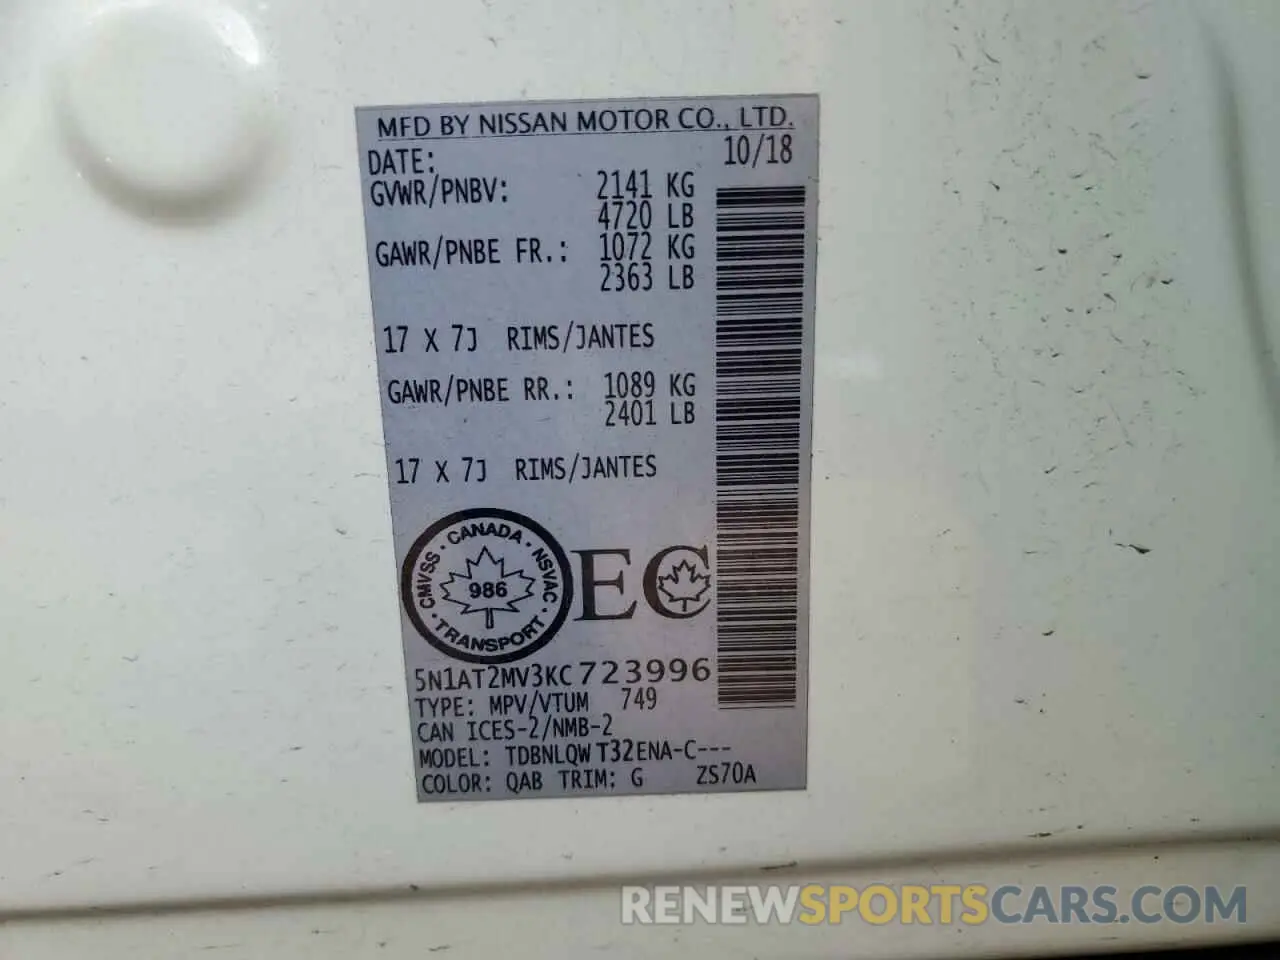 MFD BY NISSAN MOTOR CO., LTD.
DATE: 10/18
GVWR/PNBV: 2141 KG
4720 LB
GAWR/PNBE FR.: 1072 KG
2363 LB
17 X 7J RIMS/JANTES
GAWR/PNBE RR.: 1089 KG
2401 LB
17 X 7J RIMS/JANTES
CMVSS · CANADA · NSVAC · TRANSPORT ·
986
EC
5N1AT2MV3KC723996
TYPE: MPV/VTUM 749
CAN ICES-2/NMB-2
MODEL: TDBNLQW T32ENA-C---
COLOR: QAB TRIM: G ZS70A
RENEWSPORTSCARS.COM